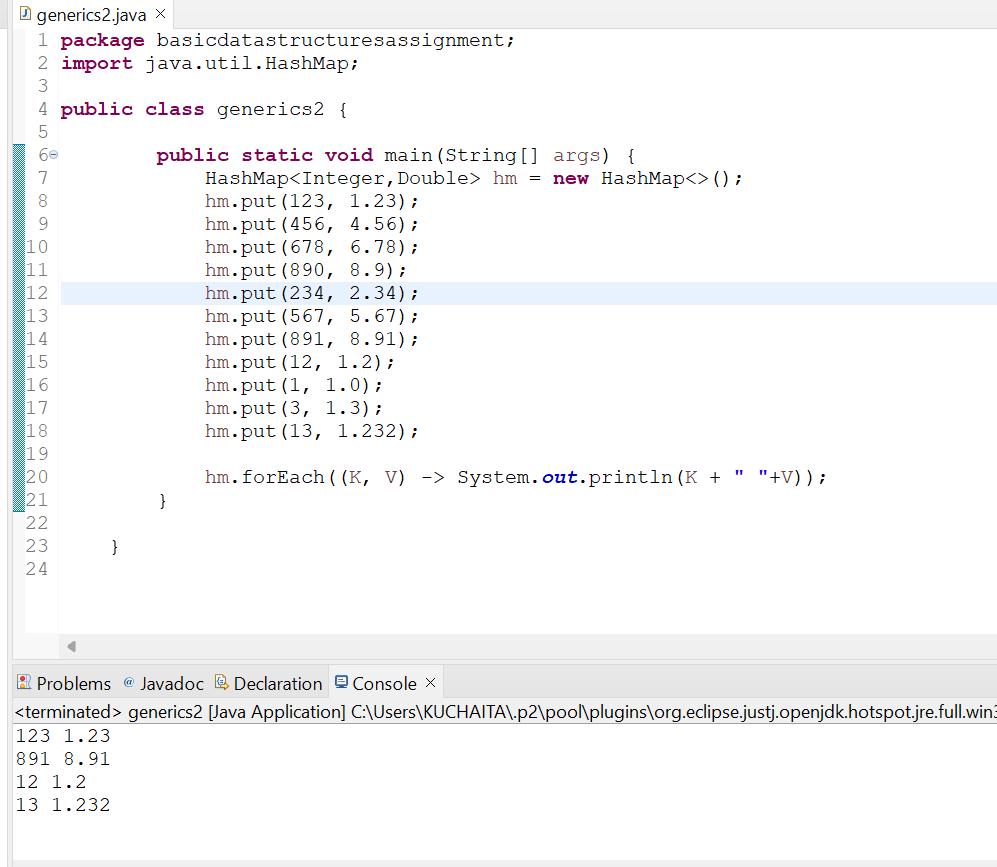 generics2.java ×
1 package basicdatastructuresassignment;
2 import java.util.HashMap;
3
4 public class generics2 {
5
6 public static void main(String[] args) {
7 HashMap<Integer,Double> hm = new HashMap<>();
8 hm.put(123, 1.23);
9 hm.put(456, 4.56);
10 hm.put(678, 6.78);
11 hm.put(890, 8.9);
12 hm.put(234, 2.34);
13 hm.put(567, 5.67);
14 hm.put(891, 8.91);
15 hm.put(12, 1.2);
16 hm.put(1, 1.0);
17 hm.put(3, 1.3);
18 hm.put(13, 1.232);
19
20 hm.forEach((K, V) -> System.out.println(K + " "+V));
21 }
22
23 }
24
Problems @ Javadoc Declaration Console ×
<terminated> generics2 [Java Application] C:\Users\KUCHAITA\.p2\pool\plugins\org.eclipse.justj.openjdk.hotspot.jre.full.win3
123 1.23
891 8.91
12 1.2
13 1.232